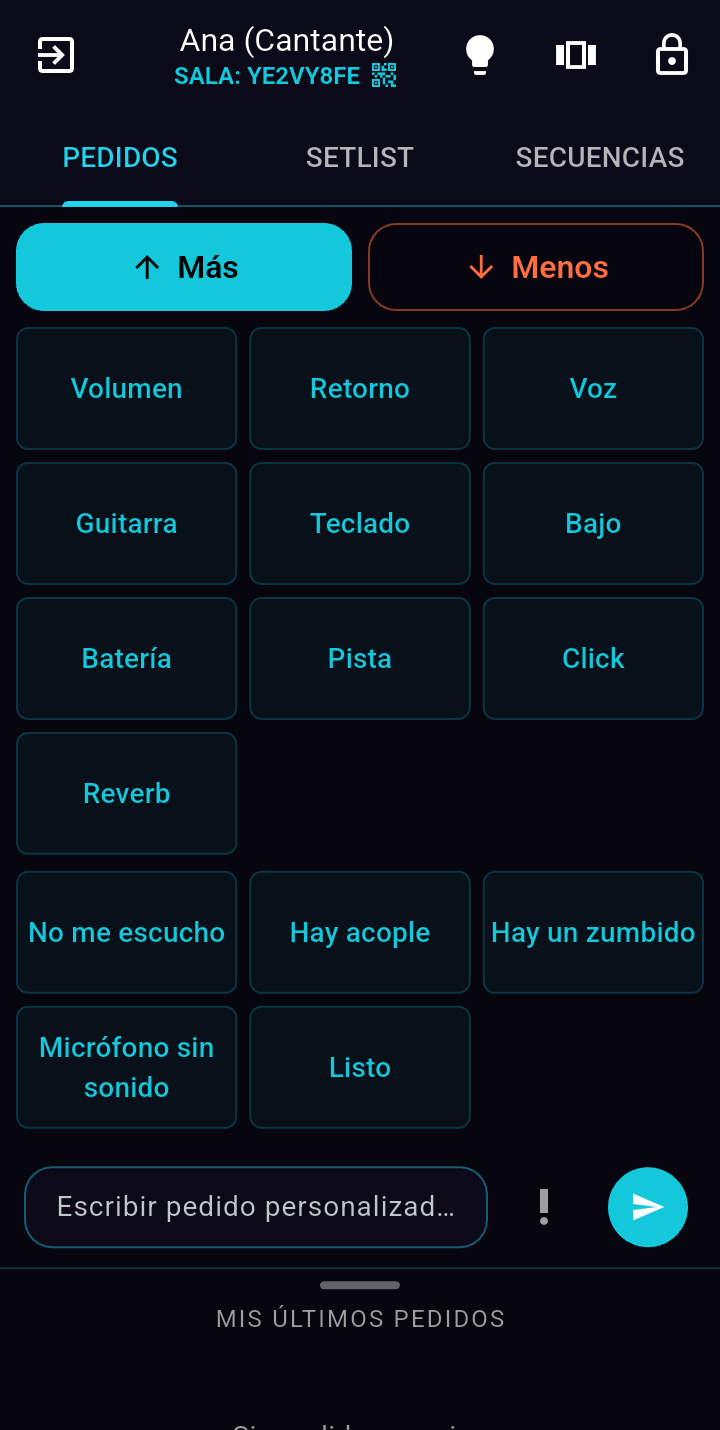 Ana (Cantante)
SALA: YE2VY8FE
PEDIDOS SETLIST SECUENCIAS
Más Menos
Volumen Retorno Voz
Guitarra Teclado Bajo
Batería Pista Click
Reverb
No me escucho Hay acople Hay un zumbido
Micrófono sin
sonido
Listo
Escribir pedido personalizad…
MIS ÚLTIMOS PEDIDOS